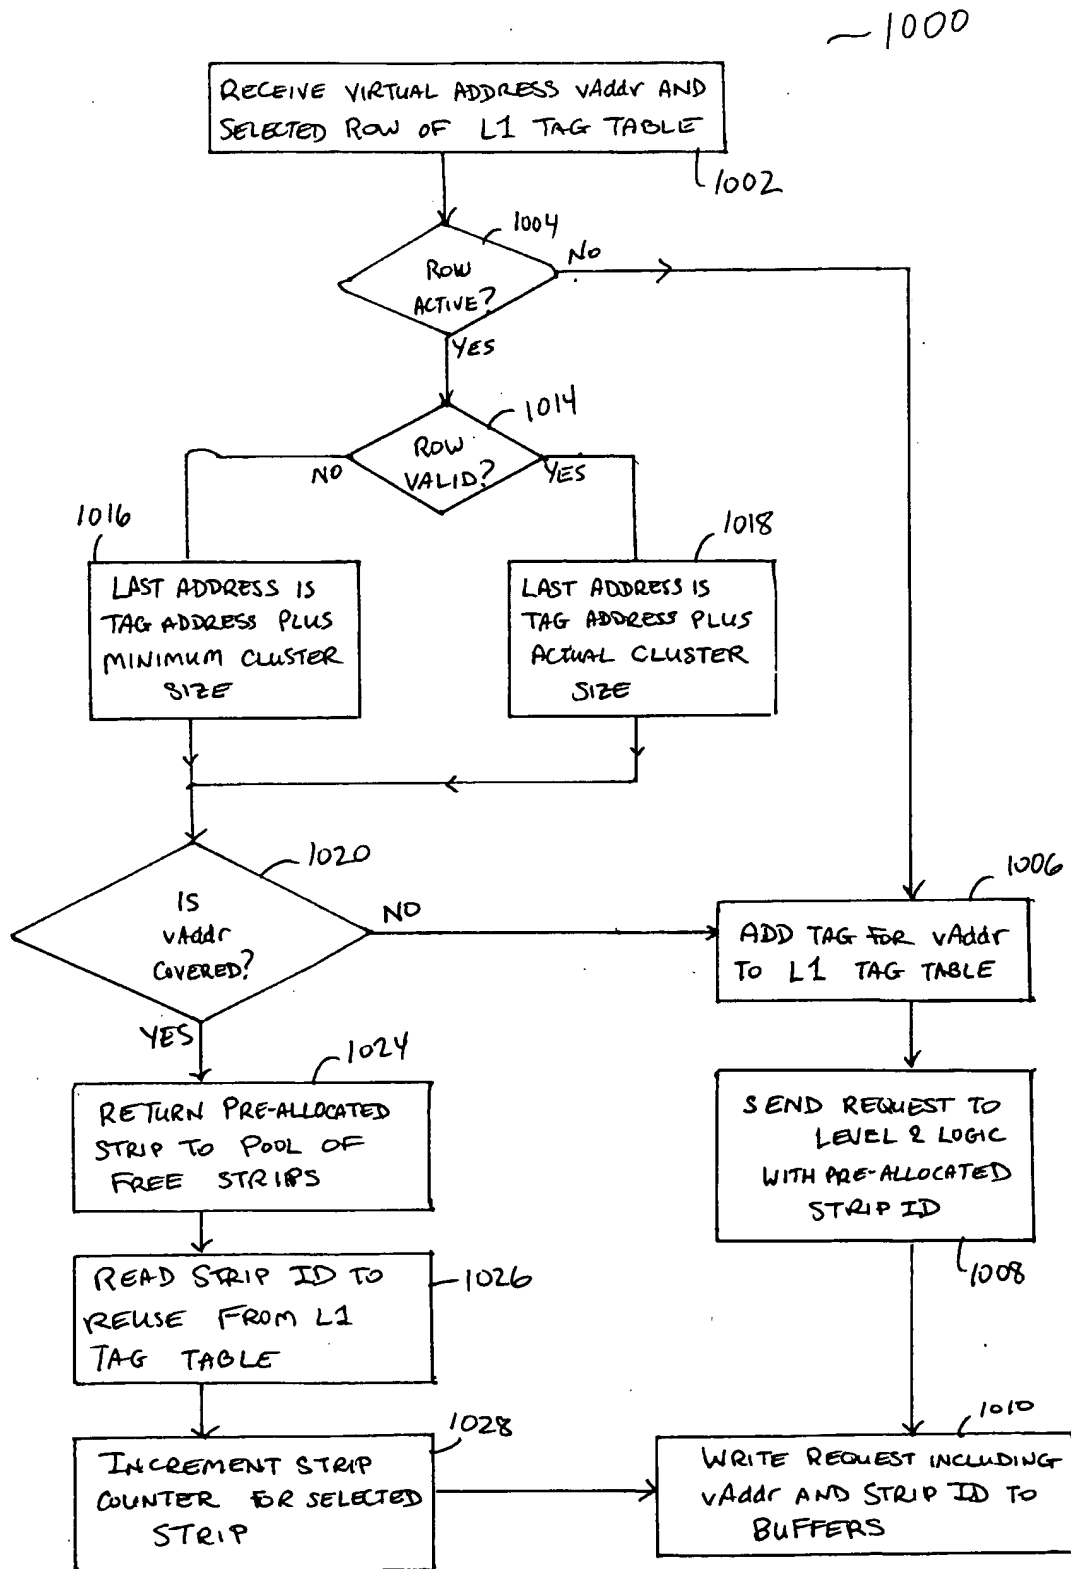 1000
RECEIVE VIRTUAL ADDRESS vAddr AND
SELECTED ROW OF L1 TAG TABLE
1002
1004
ROW
ACTIVE?
NO
YES
1014
ROW
VALID?
NO
YES
1016
LAST ADDRESS IS
TAG ADDRESS PLUS
MINIMUM CLUSTER
SIZE
1018
LAST ADDRESS IS
TAG ADDRESS PLUS
ACTUAL CLUSTER
SIZE
1020
IS
vAddr
COVERED?
NO
YES
1006
ADD TAG FOR vAddr
TO L1 TAG TABLE
1024
RETURN PRE-ALLOCATED
STRIP TO POOL OF
FREE STRIPS
SEND REQUEST TO
LEVEL 2 LOGIC
WITH PRE-ALLOCATED
STRIP ID
1008
READ STRIP ID TO
REUSE FROM L1
TAG TABLE
1026
INCREMENT STRIP
COUNTER FOR SELECTED
STRIP
1028
1010
WRITE REQUEST INCLUDING
vAddr AND STRIP ID TO
BUFFERS